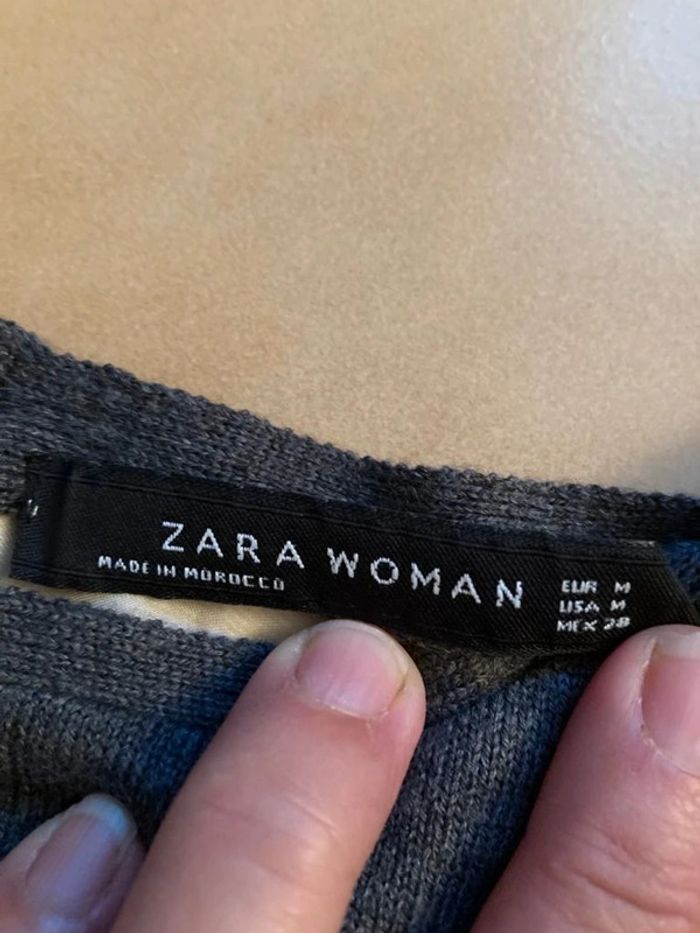 ZARA WOMAN
MADE IN MOROCCO
EUR M
USA M
MEX 28